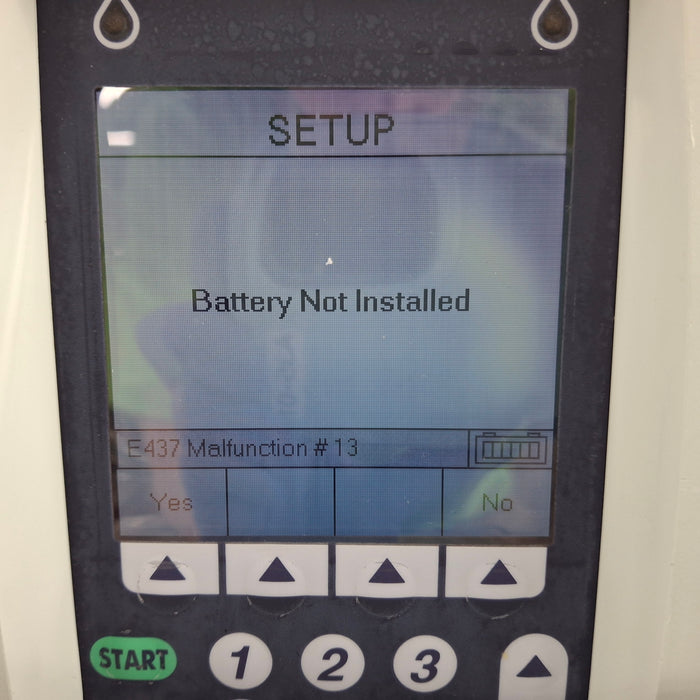 SETUP
Battery Not Installed
E437 Malfunction # 13
Yes No
START 1 2 3